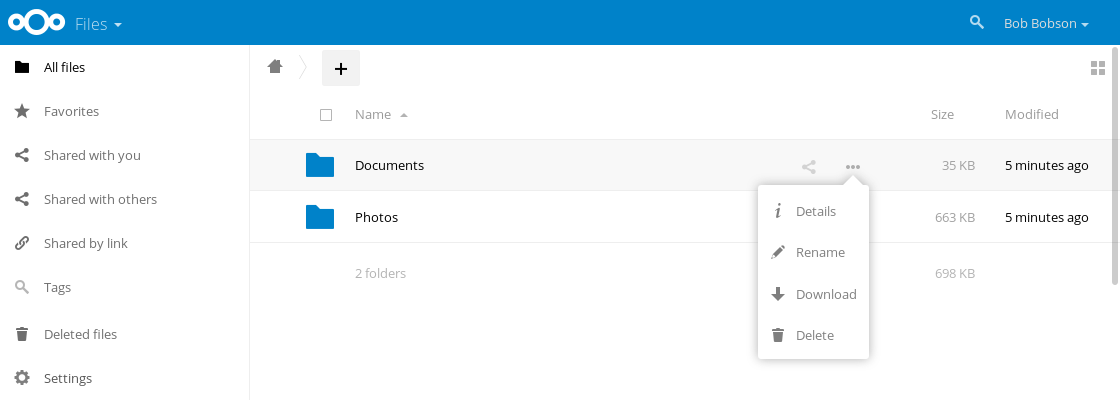 Files
Bob Bobson
All files
Favorites
Shared with you
Shared with others
Shared by link
Tags
Deleted files
Settings
Name Size Modified
Documents 35 KB 5 minutes ago
Photos 663 KB 5 minutes ago
2 folders 698 KB
Details
Rename
Download
Delete